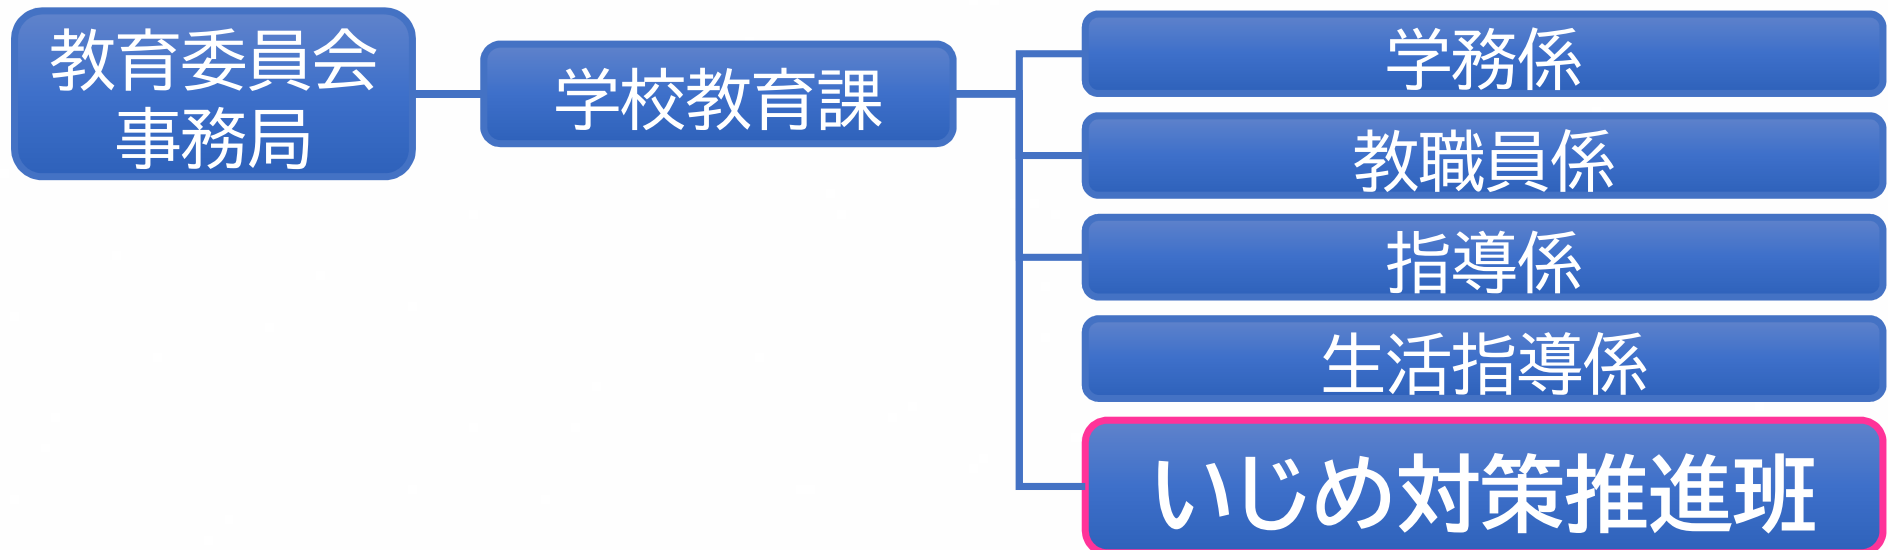 教育委員会
事務局
学校教育課
学務係
教職員係
指導係
生活指導係
いじめ対策推進班